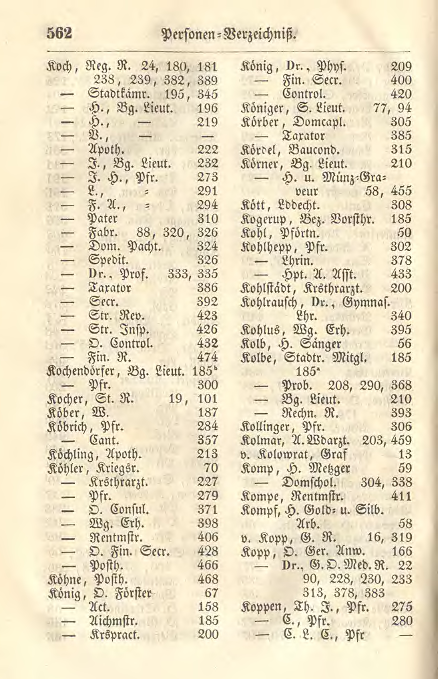 562
Personen=Verzeichniß.
Koch, Reg. R. 24, 180, 181
238, 239, 382, 389
— Stadtkämr. 195, 345
— H., Bg. Lieut. 196
— H., — 219
— V., — —
— Apoth. 222
— J., Bg. Lieut. 232
— J. H., Pfr. 273
— L., = 291
— F. A., = 294
— Pater 310
— Fabr. 88, 320, 326
— Dom. Pacht. 324
— Spedit. 326
— Dr., Prof. 333, 335
— Taxator 386
— Secr. 392
— Str. Rev. 423
— Str. Insp. 426
— O. Control. 432
— Fin. R. 474
Kochendörfer, Bg. Lieut. 185ᵃ
— Pfr. 300
Kocher, St. R. 19, 101
Köber, W. 187
Köbrich, Pfr. 284
— Cant. 357
Köchling, Apoth. 213
Köhler, Kriegsr. 70
— Krsthrarzt. 227
— Pfr. 279
— O. Consul. 371
— Wg. Erh. 398
— Rentmstr. 406
— O. Fin. Secr. 428
— Posth. 466
Köhne, Posth. 468
König, O. Förster 67
— Act. 158
— Aichmstr. 185
— Krspract. 200
König, Dr., Phys. 209
— Fin. Secr. 400
— Control. 420
Königer, S. Lieut. 77, 94
Körber, Domcapl. 305
— Taxator 385
Kördel, Baucond. 315
Körner, Bg. Lieut. 210
— H. u. Münz=Gra=
veur 58, 455
Kött, Lobbecht. 308
Kogerup, Bez. Vorsthr. 185
Kohl, Pförtn. 50
Kohlhepp, Pfr. 302
— Lhrin. 378
— Hpt. A. Asst. 433
Kohlstädt, Krsthrarzt. 200
Kohlrausch, Dr., Gymnas.
Lhr. 340
Kohlus, Wg. Erh. 395
Kolb, H. Sänger 56
Kolbe, Stadtr. Mitgl. 185
185ᵃ
— Prob. 208, 290, 368
— Bg. Lieut. 210
— Rechn. R. 393
Kollinger, Pfr. 306
Kolmar, A. Wdarzt. 203, 459
v. Kolowrat, Graf 13
Komp, H. Metzger 59
— Domschol. 304, 338
Kompe, Rentmstr. 411
Kompf, H. Gold= u. Silb.
Arb. 58
v. Kopp, G. R. 16, 319
Kopp, O. Ger. Anw. 166
— Dr., G. O. Med. R. 22
90, 228, 230, 233
313, 378, 383
Koppen, Th. J., Pfr. 275
— C., Pfr. 280
— C. L. C., Pfr —